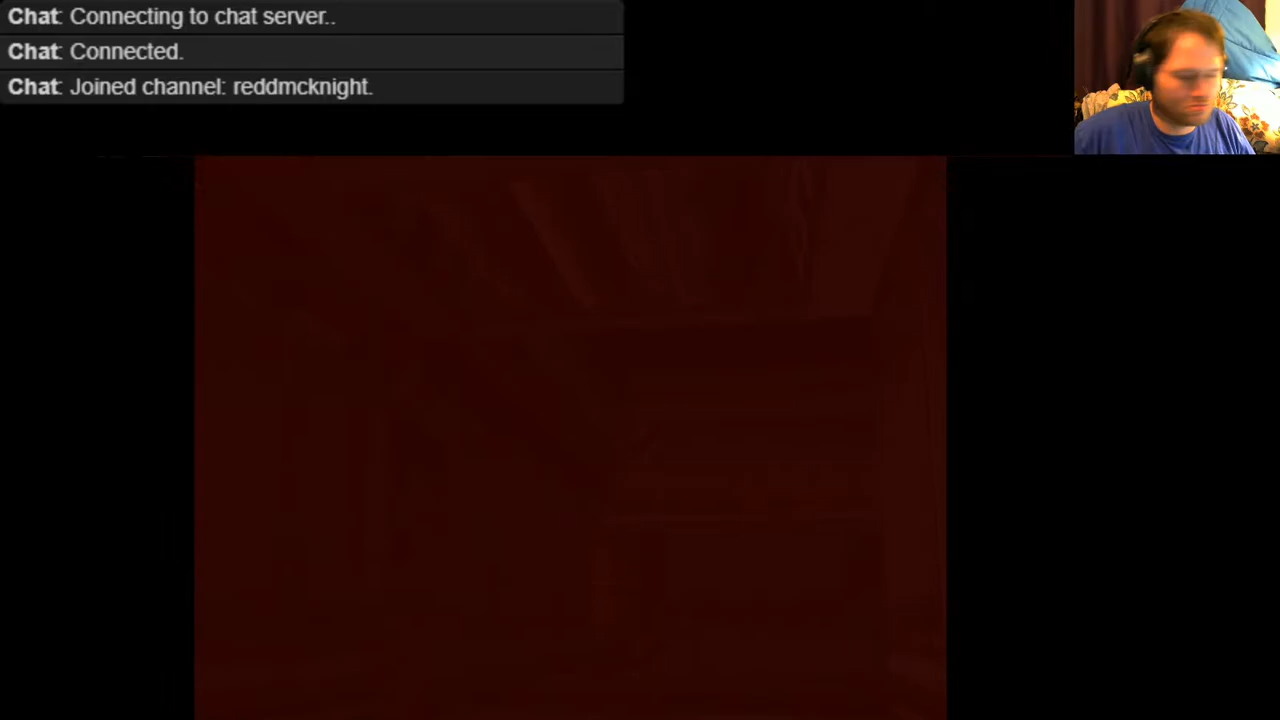 Chat: Connecting to chat server..
Chat: Connected.
Chat: Joined channel: reddmcknight.